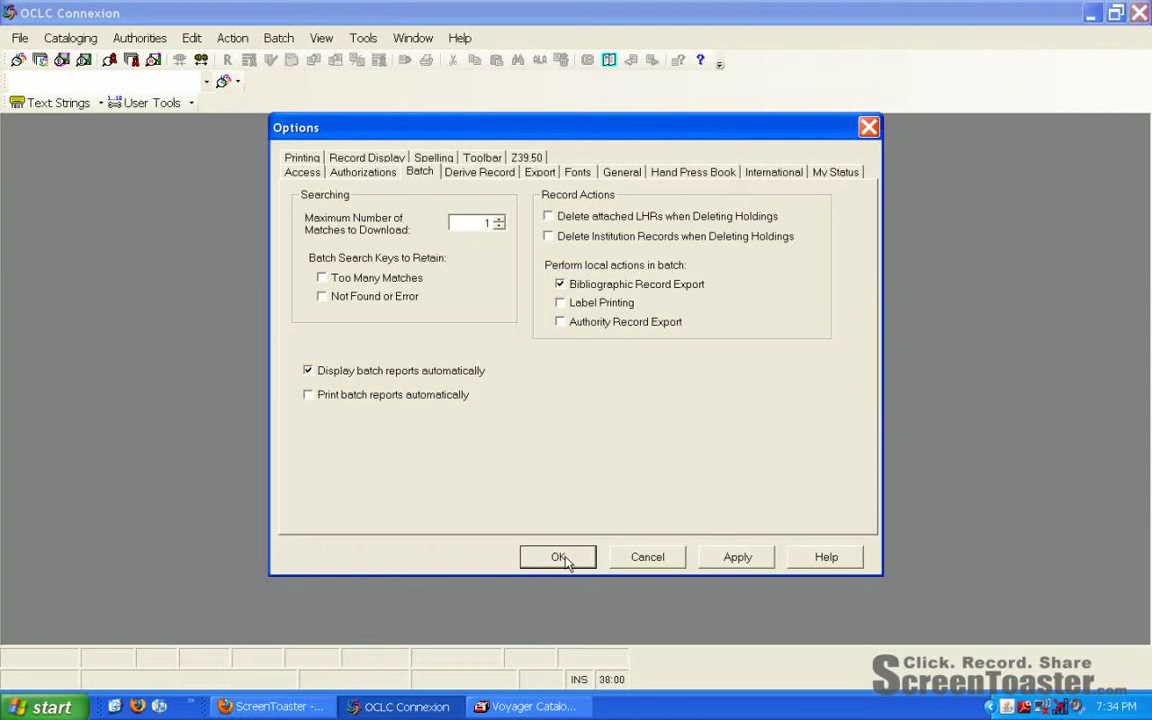 OCLC Connexion
File Cataloging Authorities Edit Action Batch View Tools Window Help
R ?
Text Strings User Tools
Options
Printing Record Display Spelling Toolbar Z39.50
Access Authorizations Batch Derive Record Export Fonts General Hand Press Book International My Status
Searching
Maximum Number of
Matches to Download: 1
Batch Search Keys to Retain:
Too Many Matches
Not Found or Error
Record Actions
Delete attached LHRs when Deleting Holdings
Delete Institution Records when Deleting Holdings
Perform local actions in batch:
Bibliographic Record Export
Label Printing
Authority Record Export
Display batch reports automatically
Print batch reports automatically
OK Cancel Apply Help
INS 38:00
Click. Record. Share
ScreenToaster.com
start ScreenToaster -... OCLC Connexion Voyager Catalo... 7:34 PM